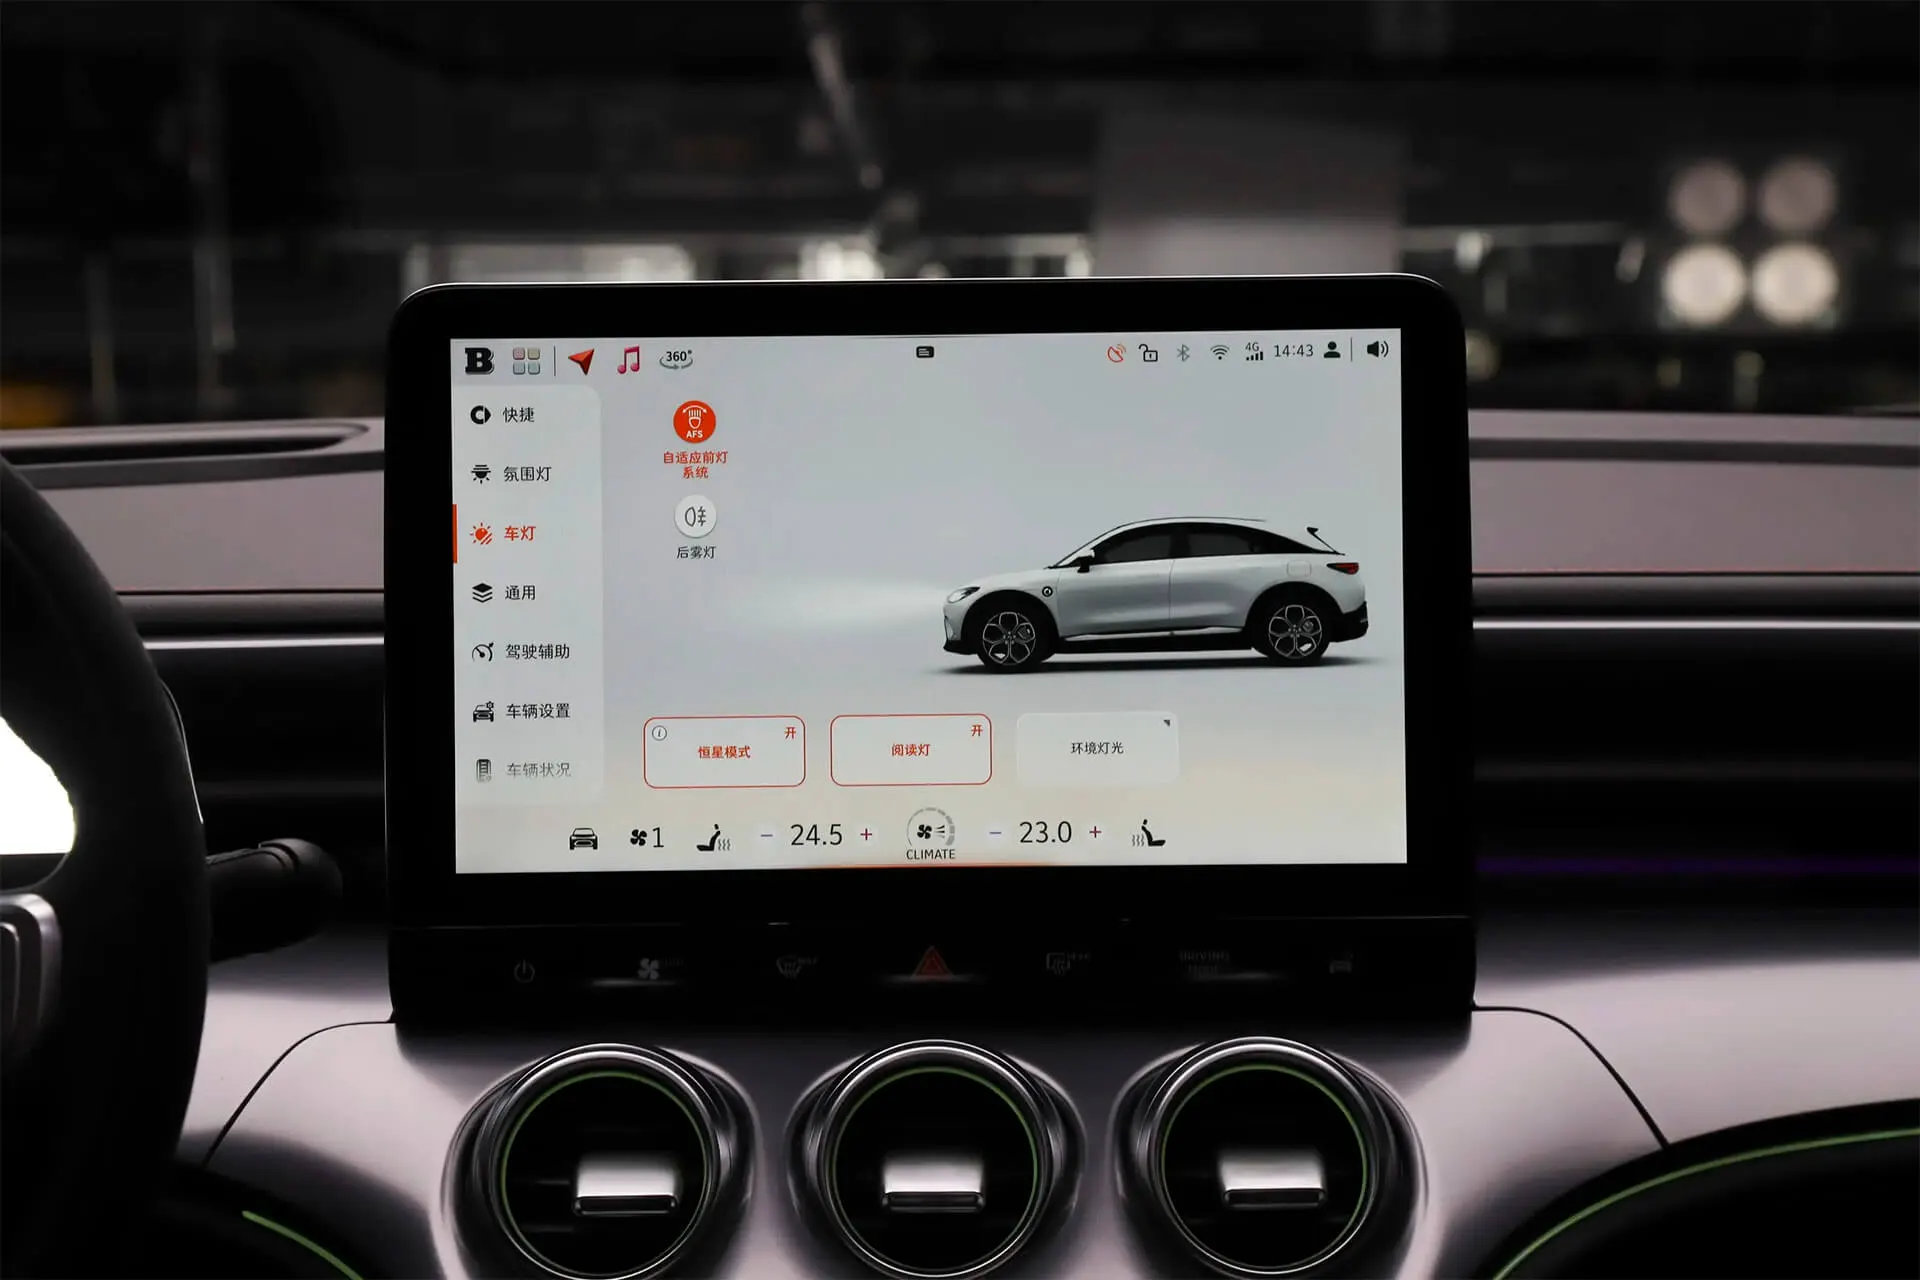 B
360°
4G
14:43
快捷
氛围灯
车灯
通用
驾驶辅助
车辆设置
车辆状况
AFS
自适应前灯
系统
后雾灯
恒星模式
开
阅读灯
开
环境灯光
1
− 24.5 +
CLIMATE
− 23.0 +